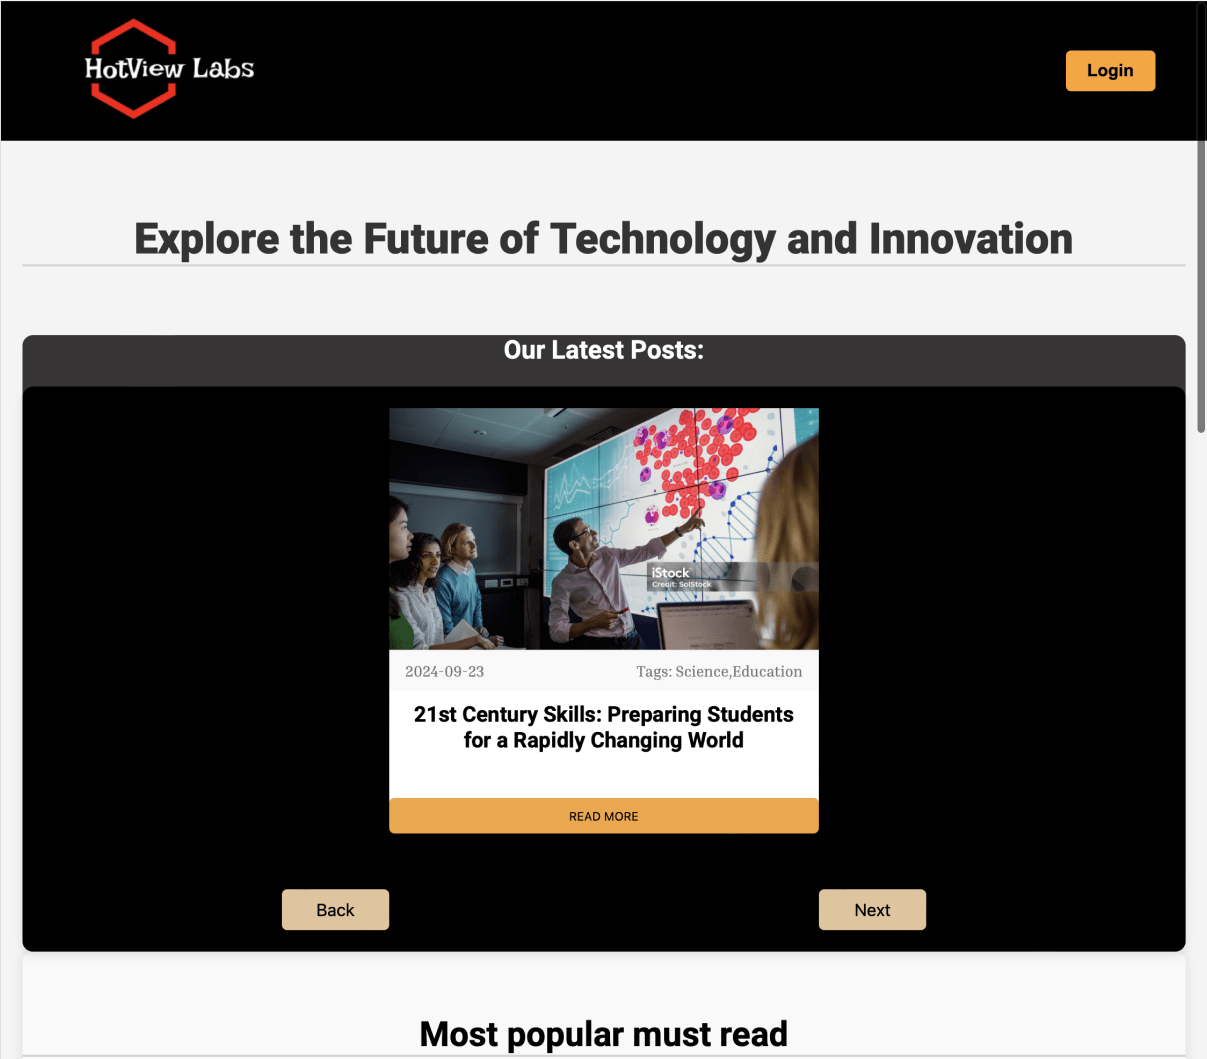 HotView Labs
Login
Explore the Future of Technology and Innovation
Our Latest Posts:
iStock
Credit: SolStock
2024-09-23
Tags: Science,Education
21st Century Skills: Preparing Students
for a Rapidly Changing World
READ MORE
Back
Next
Most popular must read